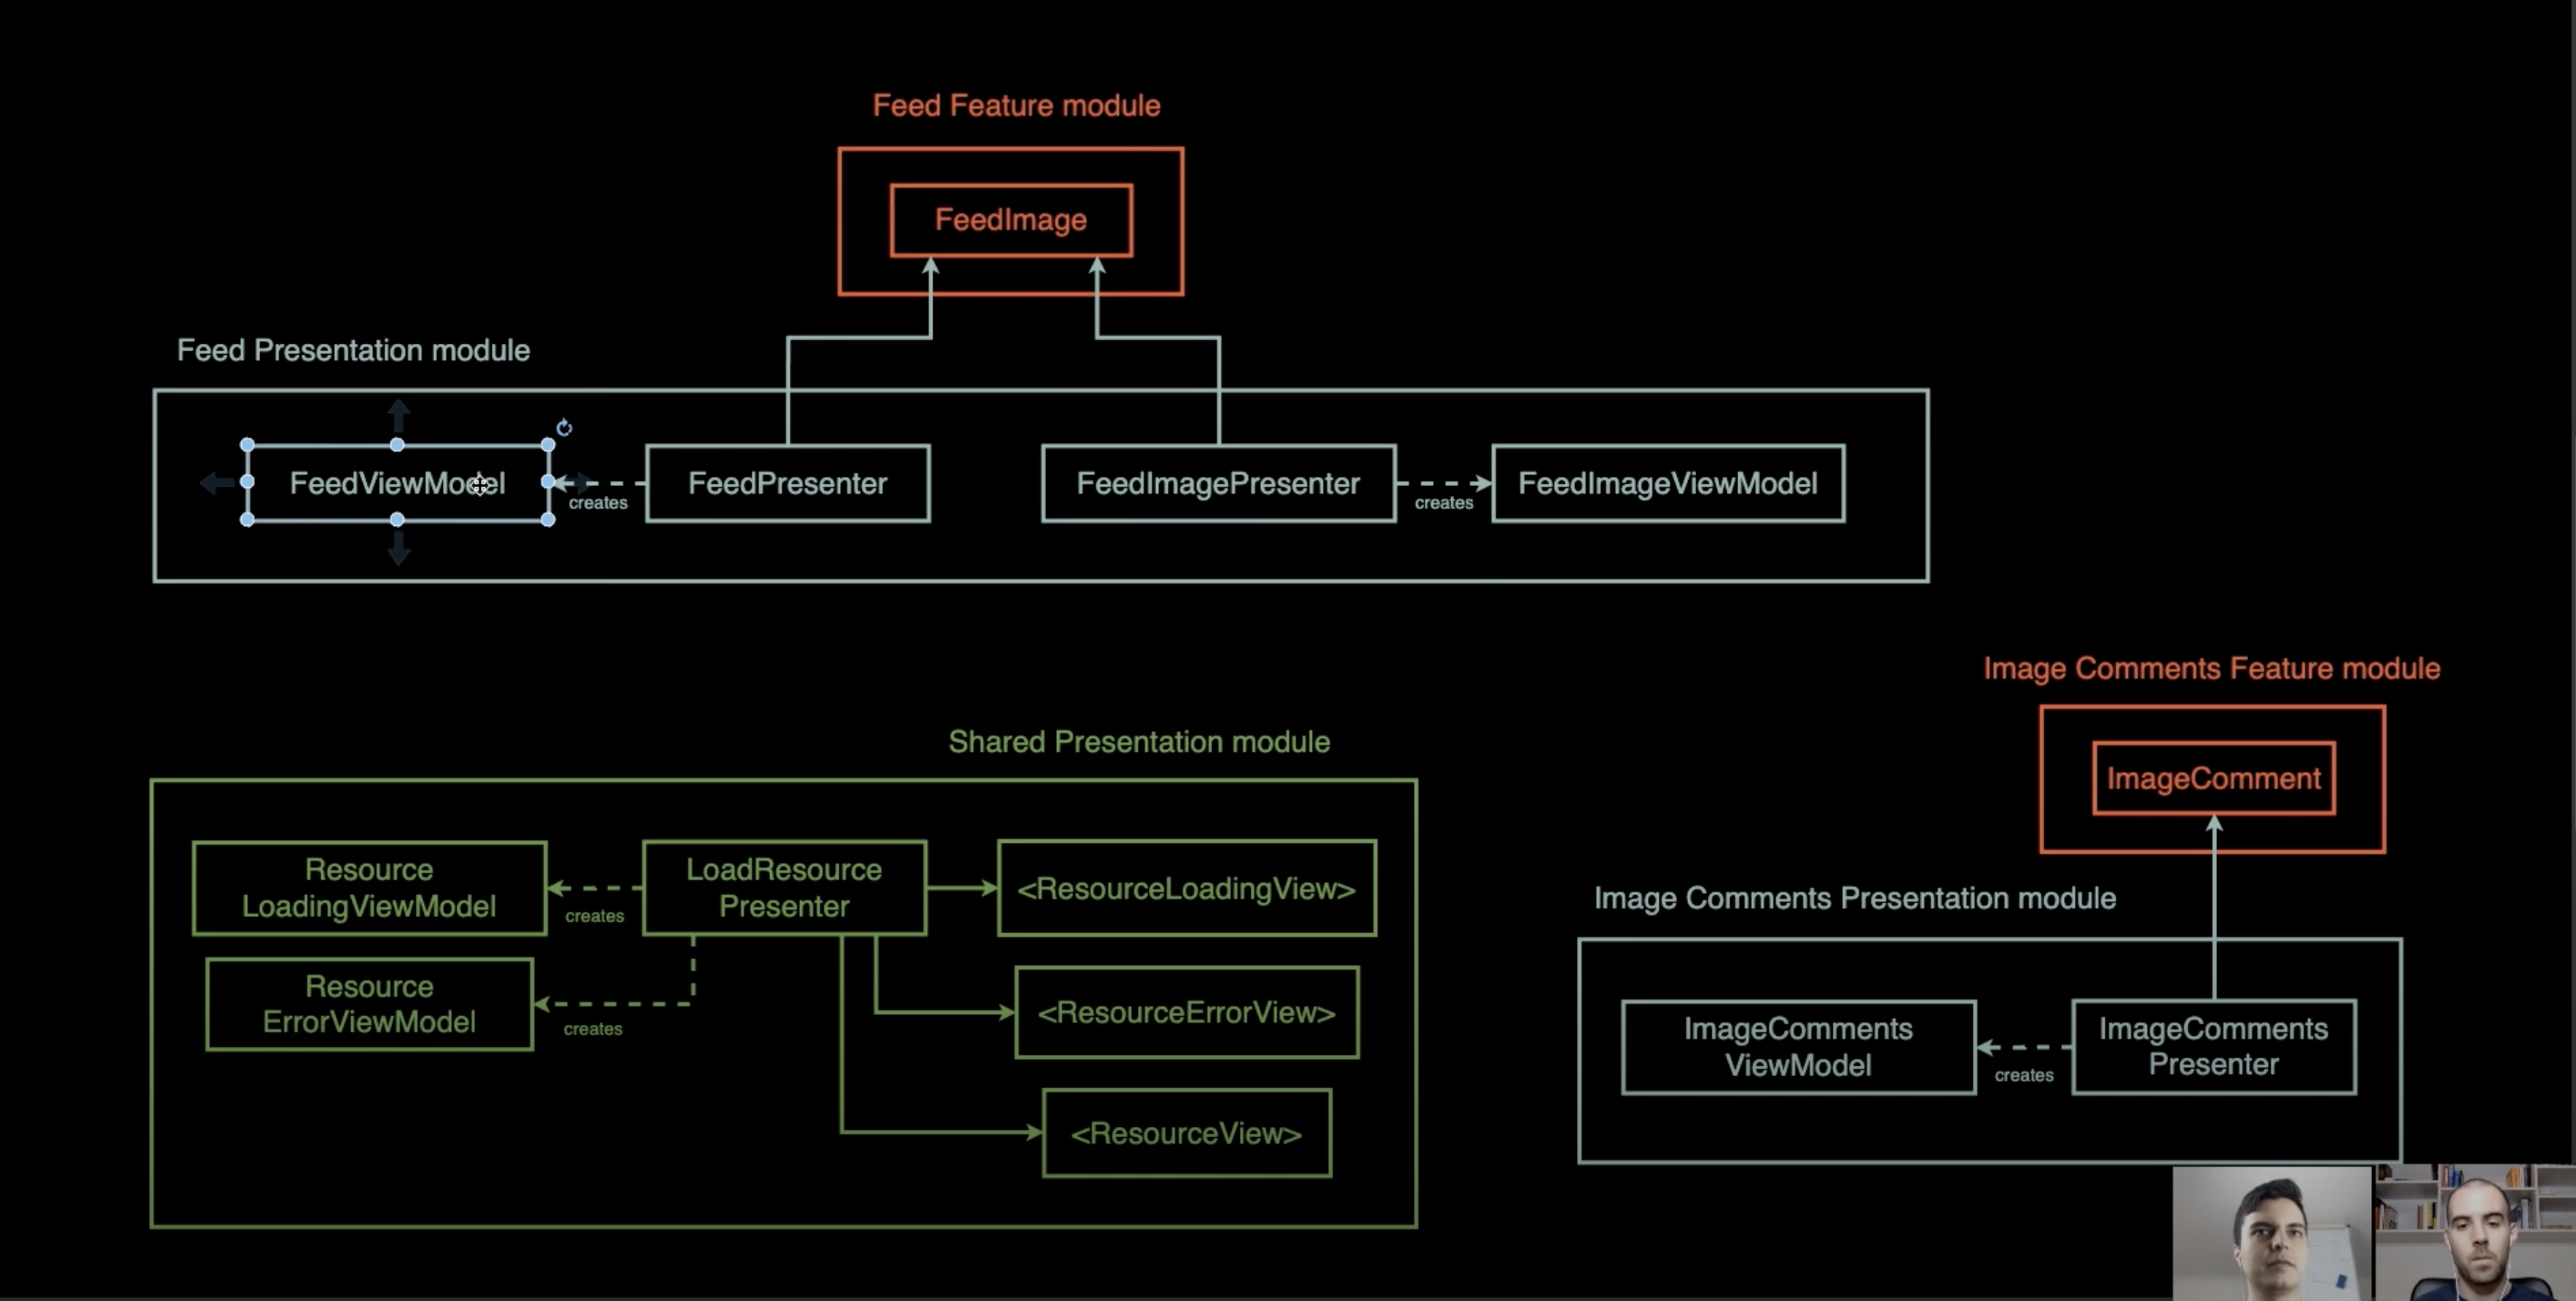 Feed Feature module
FeedImage
Feed Presentation module
FeedViewModel
creates
FeedPresenter
FeedImagePresenter
creates
FeedImageViewModel
Image Comments Feature module
ImageComment
Shared Presentation module
Resource
LoadingViewModel
creates
LoadResource
Presenter
<ResourceLoadingView>
Resource
ErrorViewModel
creates
<ResourceErrorView>
<ResourceView>
Image Comments Presentation module
ImageComments
ViewModel
creates
ImageComments
Presenter